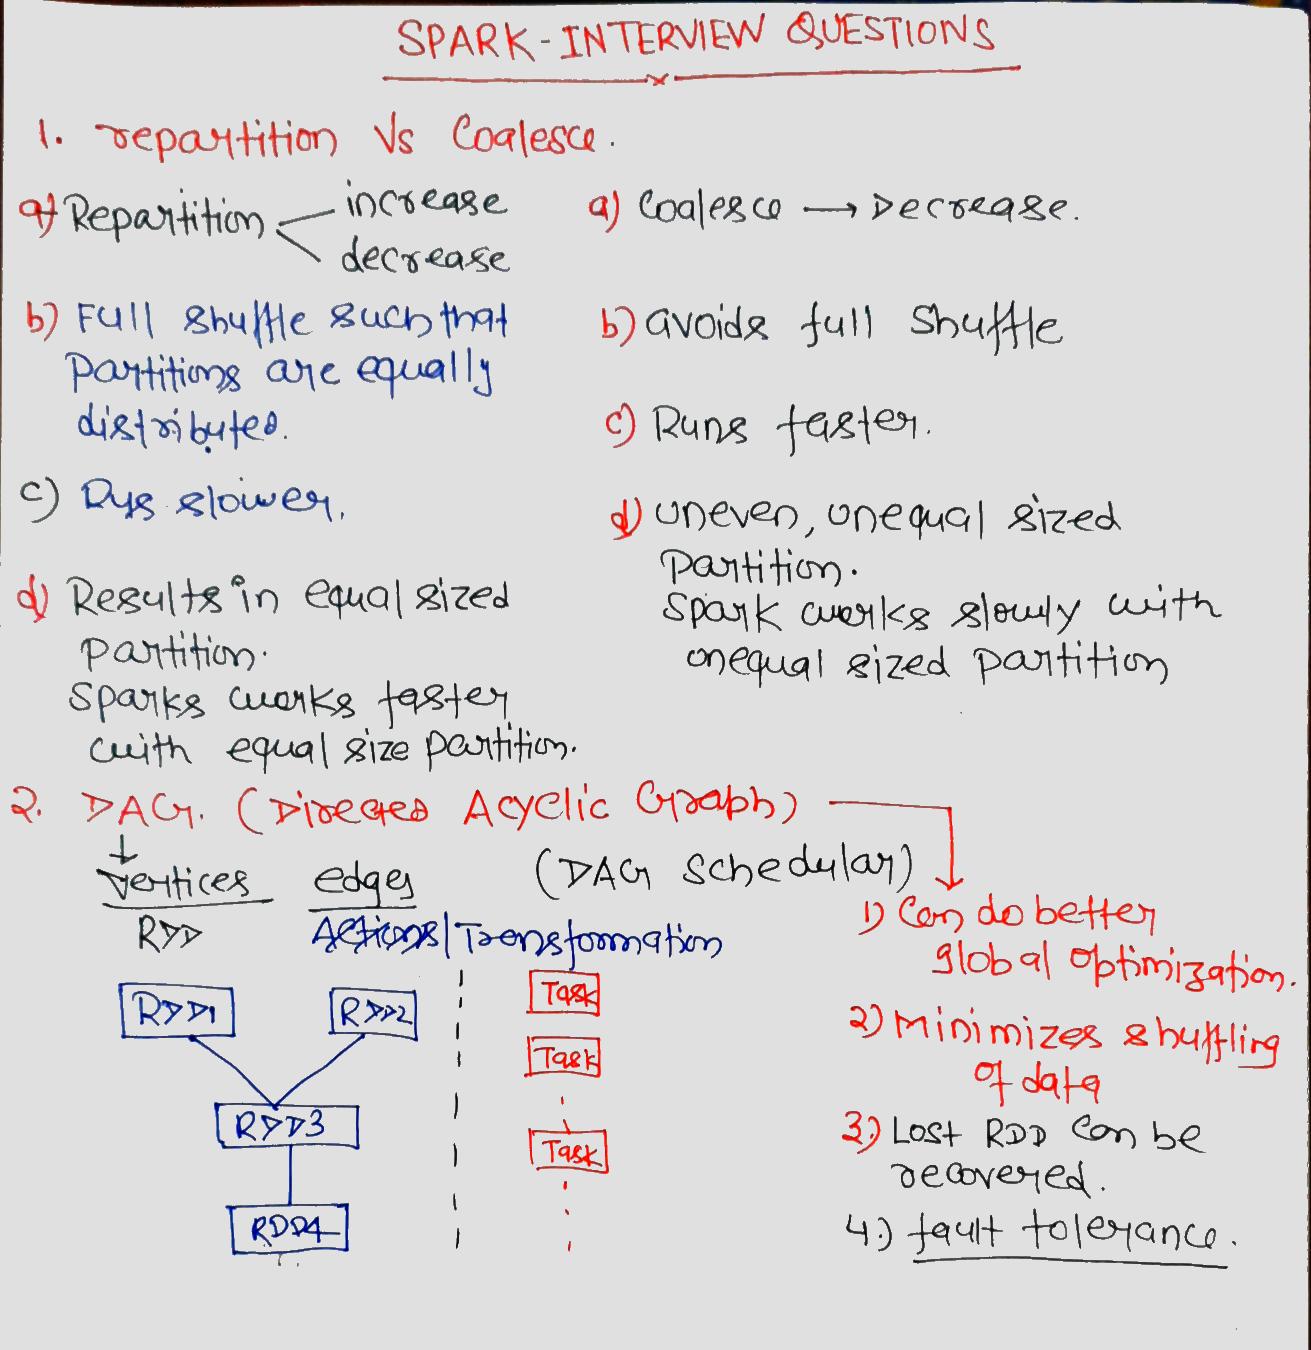 SPARK-INTERVIEW QUESTIONS
1. repartition Vs Coalesce.
a) Repartition
increase
decrease
b) Full shuffle such that
partitions are equally
distributed.
c) Runs slower.
d) Results in equal sized
partition.
Sparks works faster
with equal size partition.
a) Coalesce → Decrease.
b) avoids full Shuffle
c) Runs faster.
d) uneven, unequal sized
partition.
Spark works slowly with
unequal sized partition
2. DAG. (Directed Acyclic Graph)
vertices edges (DAG Schedular)
RDD Actions/Transformation
RDD1 RDD2
RDD3
RDD4
Task
Task
Task
1) Can do better
global optimization.
2) Minimizes shuffling
of data
3.) Lost RDD Can be
recovered.
4.) fault tolerance.